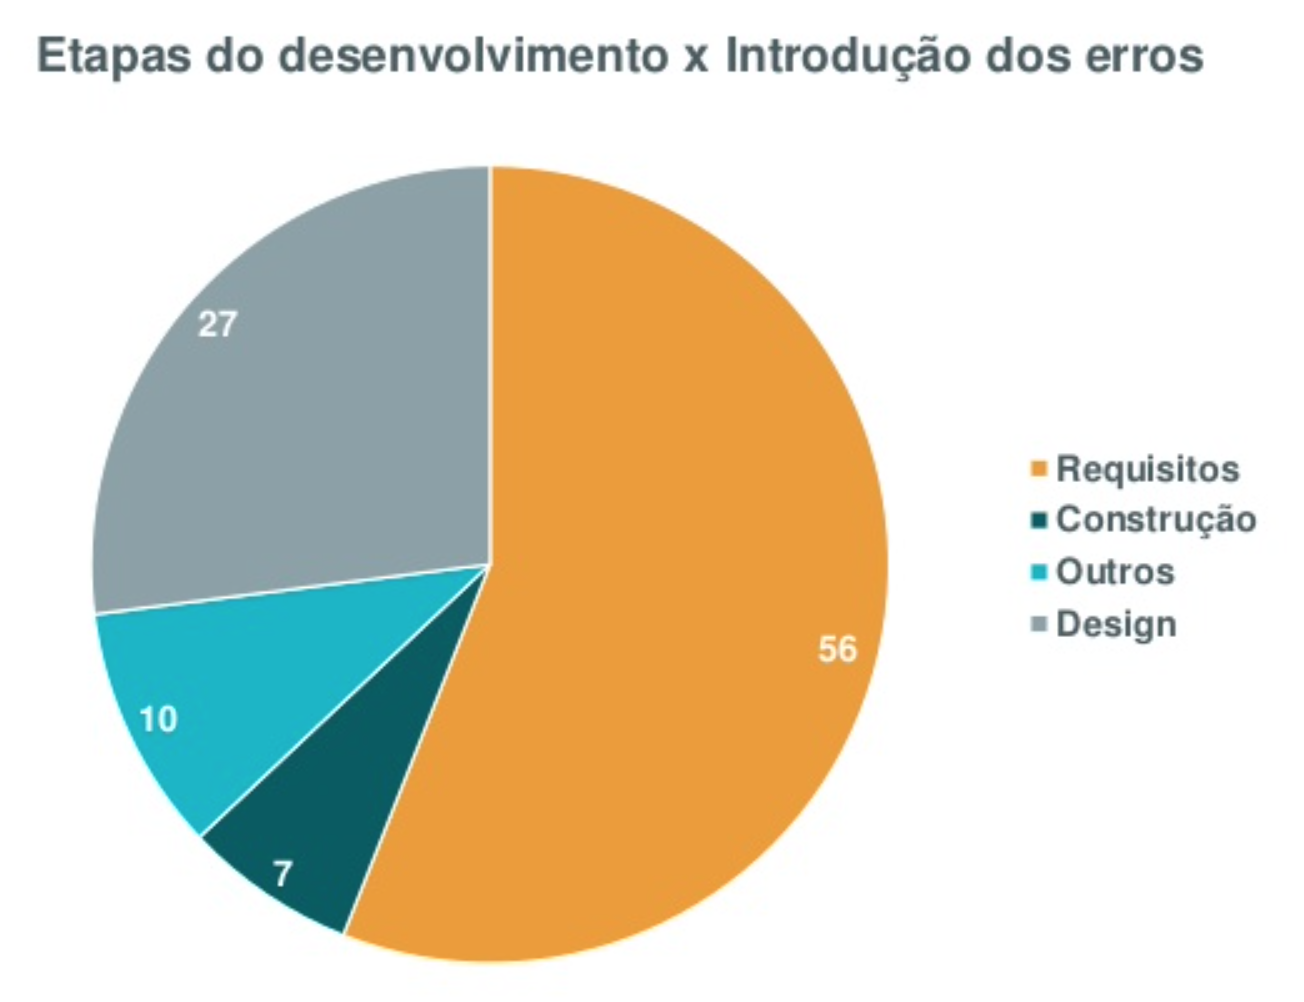 Etapas do desenvolvimento x Introdução dos erros
27
56
10
7
Requisitos
Construção
Outros
Design